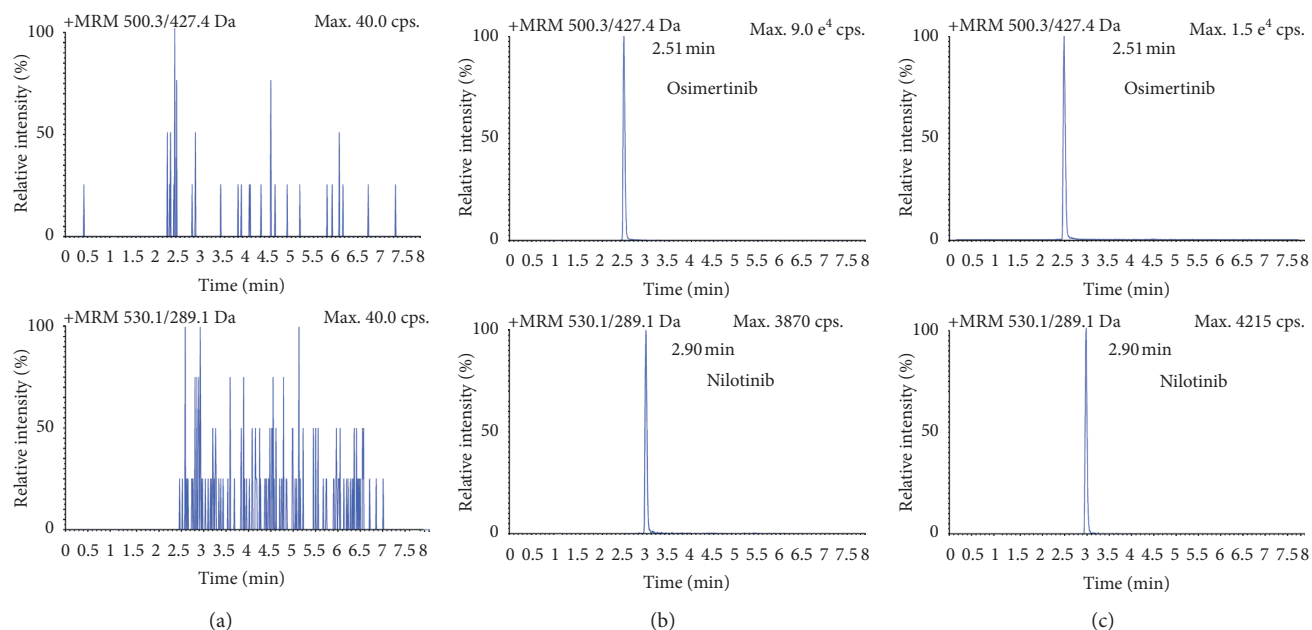 +MRM 500.3/427.4 Da
Max. 40.0 cps.
Relative intensity (%)
100
50
0
0 0.5 1 1.5 2 2.5 3 3.5 4 4.5 5 5.5 6 6.5 7 7.5 8
Time (min)
+MRM 500.3/427.4 Da
Max. 9.0 e⁴ cps.
2.51 min
Osimertinib
Relative intensity (%)
100
50
0
0 0.5 1 1.5 2 2.5 3 3.5 4 4.5 5 5.5 6 6.5 7 7.5 8
Time (min)
+MRM 500.3/427.4 Da
Max. 1.5 e⁴ cps.
2.51 min
Osimertinib
Relative intensity (%)
100
50
0
0 0.5 1 1.5 2 2.5 3 3.5 4 4.5 5 5.5 6 6.5 7 7.5 8
Time (min)
+MRM 530.1/289.1 Da
Max. 40.0 cps.
Relative intensity (%)
100
50
0
0 0.5 1 1.5 2 2.5 3 3.5 4 4.5 5 5.5 6 6.5 7 7.5 8
Time (min)
(a)
+MRM 530.1/289.1 Da
Max. 3870 cps.
2.90 min
Nilotinib
Relative intensity (%)
100
50
0
0 0.5 1 1.5 2 2.5 3 3.5 4 4.5 5 5.5 6 6.5 7 7.5 8
Time (min)
(b)
+MRM 530.1/289.1 Da
Max. 4215 cps.
2.90 min
Nilotinib
Relative intensity (%)
100
50
0
0 0.5 1 1.5 2 2.5 3 3.5 4 4.5 5 5.5 6 6.5 7 7.5 8
Time (min)
(c)